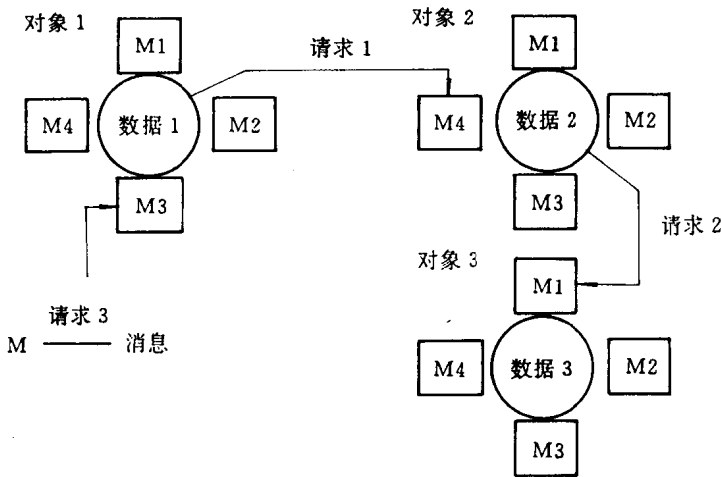 对象 1
M1
M4
数据 1
M2
M3
请求 1
对象 2
M1
M4
数据 2
M2
M3
请求 2
对象 3
M1
M4
数据 3
M2
M3
请求 3
M —— 消息